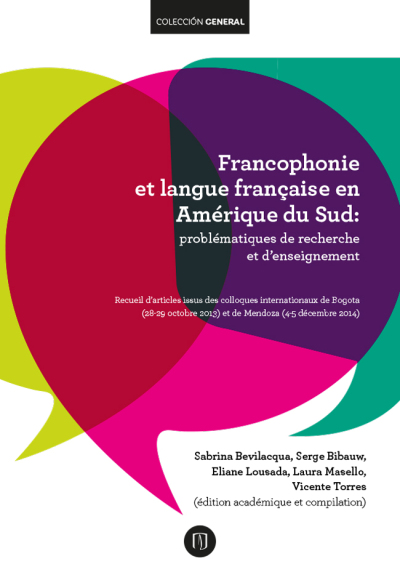 COLECCIÓN GENERAL
Francophonie
et langue française en
Amérique du Sud:
problématiques de recherche
et d'enseignement
Recueil d'articles issus des colloques internationaux de Bogota
(28-29 octobre 2013) et de Mendoza (4-5 décembre 2014)
Sabrina Bevilacqua, Serge Bibauw,
Eliane Lousada, Laura Masello,
Vicente Torres
(édition académique et compilation)